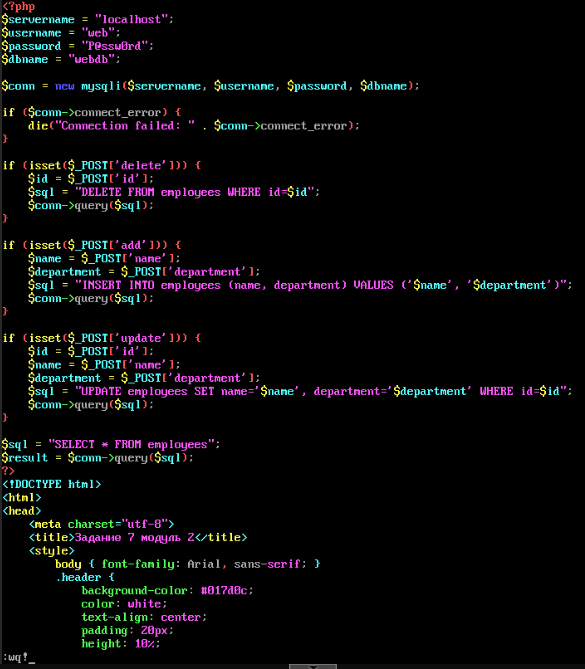 <?php
$servername = "localhost";
$username = "web";
$password = "P@ssw0rd";
$dbname = "webdb";

$conn = new mysqli($servername, $username, $password, $dbname);

if ($conn->connect_error) {
    die("Connection failed: " . $conn->connect_error);
}

if (isset($_POST['delete'])) {
    $id = $_POST['id'];
    $sql = "DELETE FROM employees WHERE id=$id";
    $conn->query($sql);
}

if (isset($_POST['add'])) {
    $name = $_POST['name'];
    $department = $_POST['department'];
    $sql = "INSERT INTO employees (name, department) VALUES ('$name', '$department')";
    $conn->query($sql);
}

if (isset($_POST['update'])) {
    $id = $_POST['id'];
    $name = $_POST['name'];
    $department = $_POST['department'];
    $sql = "UPDATE employees SET name='$name', department='$department' WHERE id=$id";
    $conn->query($sql);
}

$sql = "SELECT * FROM employees";
$result = $conn->query($sql);
?>
<!DOCTYPE html>
<html>
<head>
    <meta charset="utf-8">
    <title>Задание 7 модуль 2</title>
    <style>
        body { font-family: Arial, sans-serif; }
        .header {
            background-color: #017d0c;
            color: white;
            text-align: center;
            padding: 20px;
            height: 10%;
:wq!_